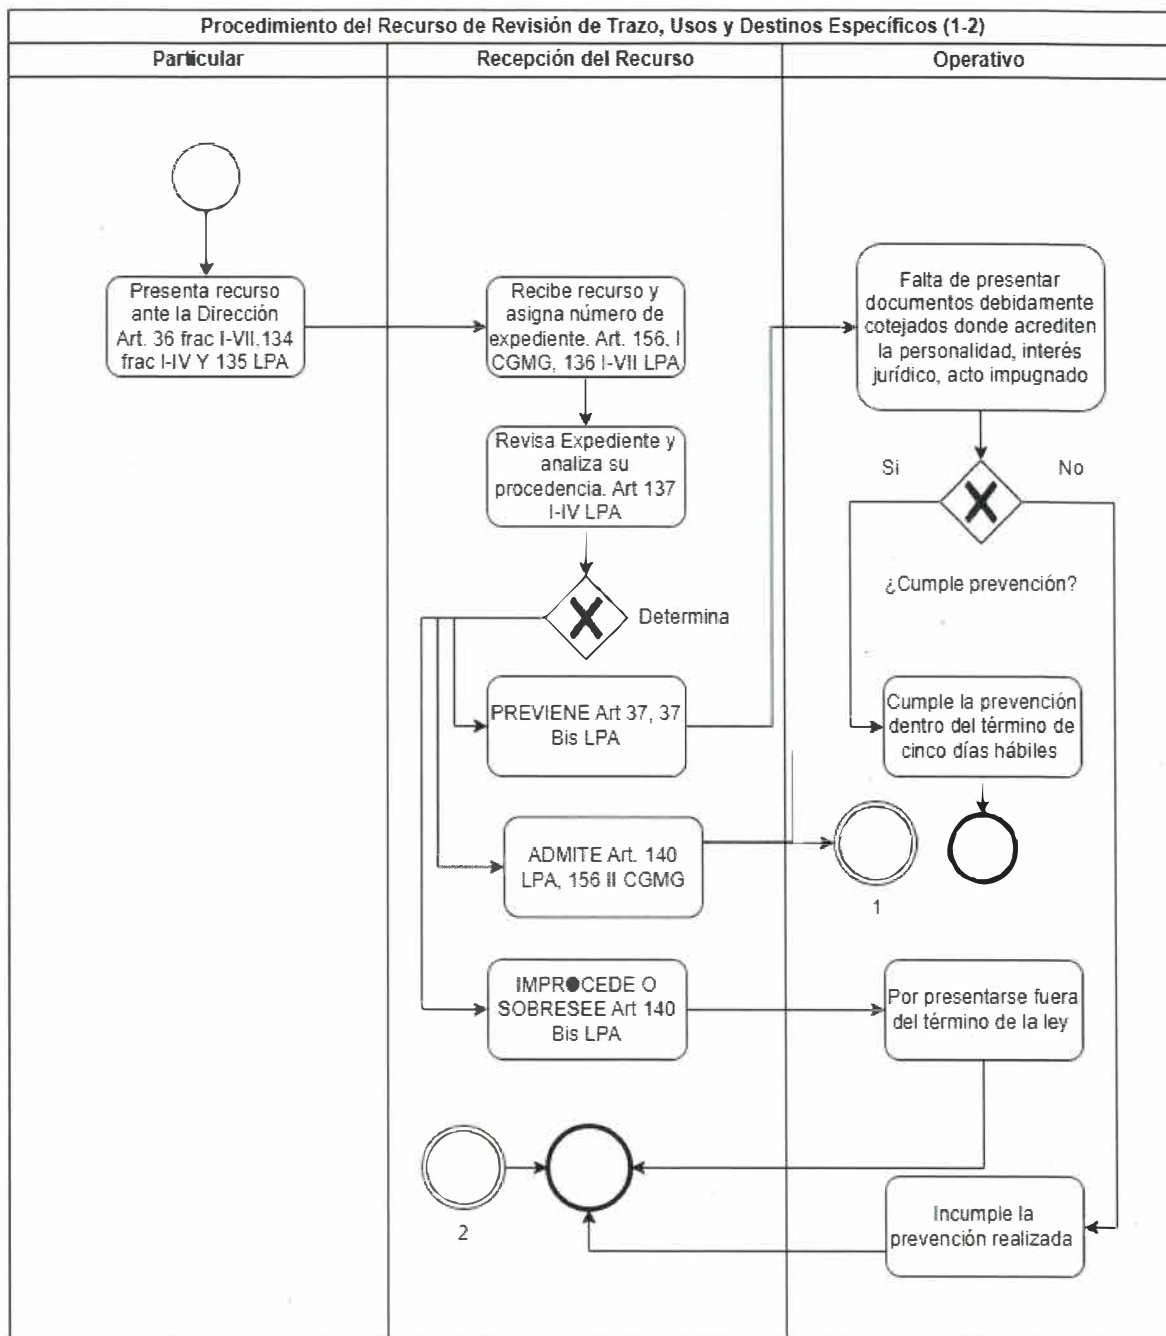 Procedimiento del Recurso de Revisión de Trazo, Usos y Destinos Específicos (1-2)
Particular
Recepción del Recurso
Operativo
Presenta recurso
ante la Dirección
Art. 36 frac I-VII,134
frac I-IV Y 135 LPA
Recibe recurso y
asigna número de
expediente. Art. 156, I
CGMG, 136 I-VII LPA
Revisa Expediente y
analiza su
procedencia. Art 137
I-IV LPA
Determina
PREVIENE Art 37, 37
Bis LPA
ADMITE Art. 140
LPA, 156 II CGMG
IMPROCEDE O
SOBRESEE Art 140
Bis LPA
2
Falta de presentar
documentos debidamente
cotejados donde acrediten
la personalidad, interés
jurídico, acto impugnado
Si
No
¿Cumple prevención?
Cumple la prevención
dentro del término de
cinco días hábiles
1
Por presentarse fuera
del término de la ley
Incumple la
prevención realizada